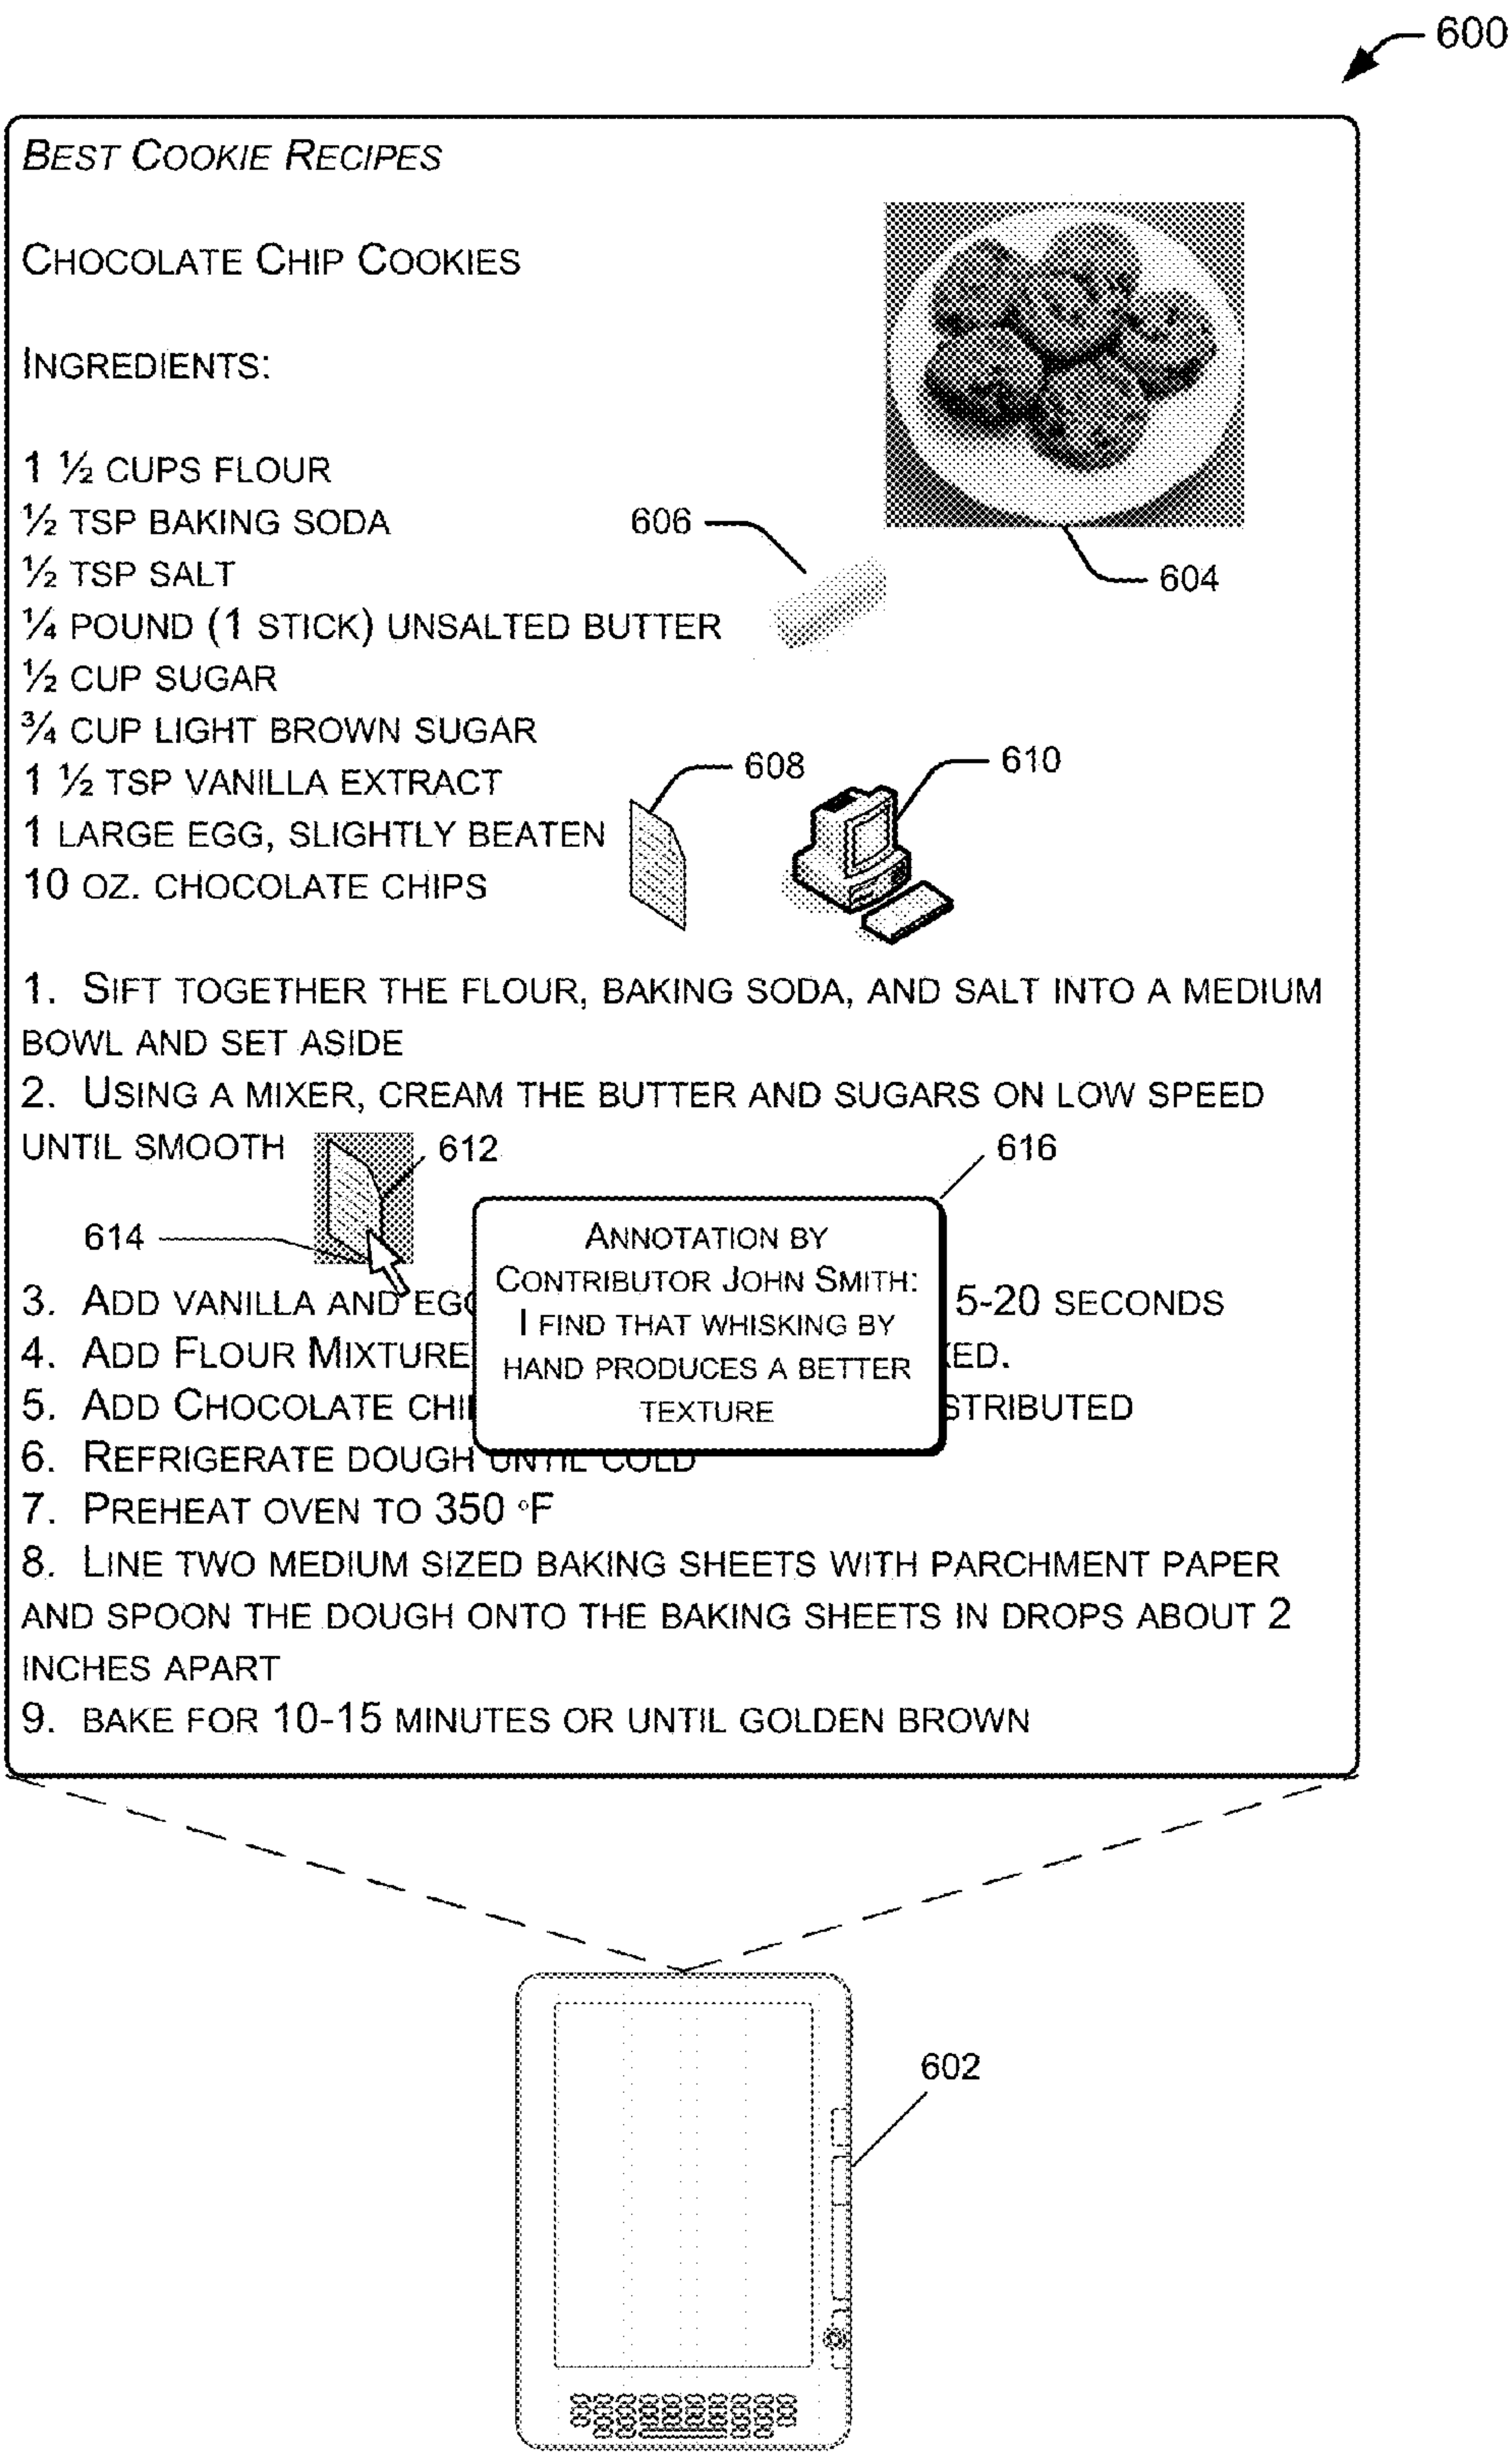 600
BEST COOKIE RECIPES
CHOCOLATE CHIP COOKIES
INGREDIENTS:
1 ½ CUPS FLOUR
½ TSP BAKING SODA
606
½ TSP SALT
604
¼ POUND (1 STICK) UNSALTED BUTTER
½ CUP SUGAR
¾ CUP LIGHT BROWN SUGAR
608
610
1 ½ TSP VANILLA EXTRACT
1 LARGE EGG, SLIGHTLY BEATEN
10 OZ. CHOCOLATE CHIPS
1. SIFT TOGETHER THE FLOUR, BAKING SODA, AND SALT INTO A MEDIUM
BOWL AND SET ASIDE
2. USING A MIXER, CREAM THE BUTTER AND SUGARS ON LOW SPEED
UNTIL SMOOTH
612
616
614
ANNOTATION BY
CONTRIBUTOR JOHN SMITH:
I FIND THAT WHISKING BY
HAND PRODUCES A BETTER
TEXTURE
3. ADD VANILLA AND 5-20 SECONDS
4. ADD FLOUR MIXTURE
5. ADD CHOCOLATE
6. REFRIGERATE DOUGH UNTIL COLD
7. PREHEAT OVEN TO 350 °F
8. LINE TWO MEDIUM SIZED BAKING SHEETS WITH PARCHMENT PAPER
AND SPOON THE DOUGH ONTO THE BAKING SHEETS IN DROPS ABOUT 2
INCHES APART
9. BAKE FOR 10-15 MINUTES OR UNTIL GOLDEN BROWN
602